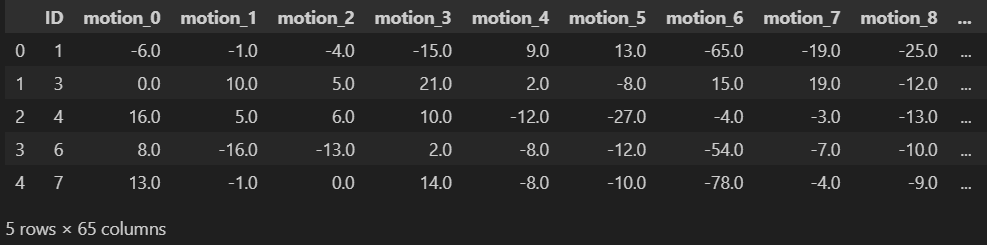 ID motion_0 motion_1 motion_2 motion_3 motion_4 motion_5 motion_6 motion_7 motion_8 ...
0 1 -6.0 -1.0 -4.0 -15.0 9.0 13.0 -65.0 -19.0 -25.0 ...
1 3 0.0 10.0 5.0 21.0 2.0 -8.0 15.0 19.0 -12.0 ...
2 4 16.0 5.0 6.0 10.0 -12.0 -27.0 -4.0 -3.0 -13.0 ...
3 6 8.0 -16.0 -13.0 2.0 -8.0 -12.0 -54.0 -7.0 -10.0 ...
4 7 13.0 -1.0 0.0 14.0 -8.0 -10.0 -78.0 -4.0 -9.0 ...
5 rows × 65 columns